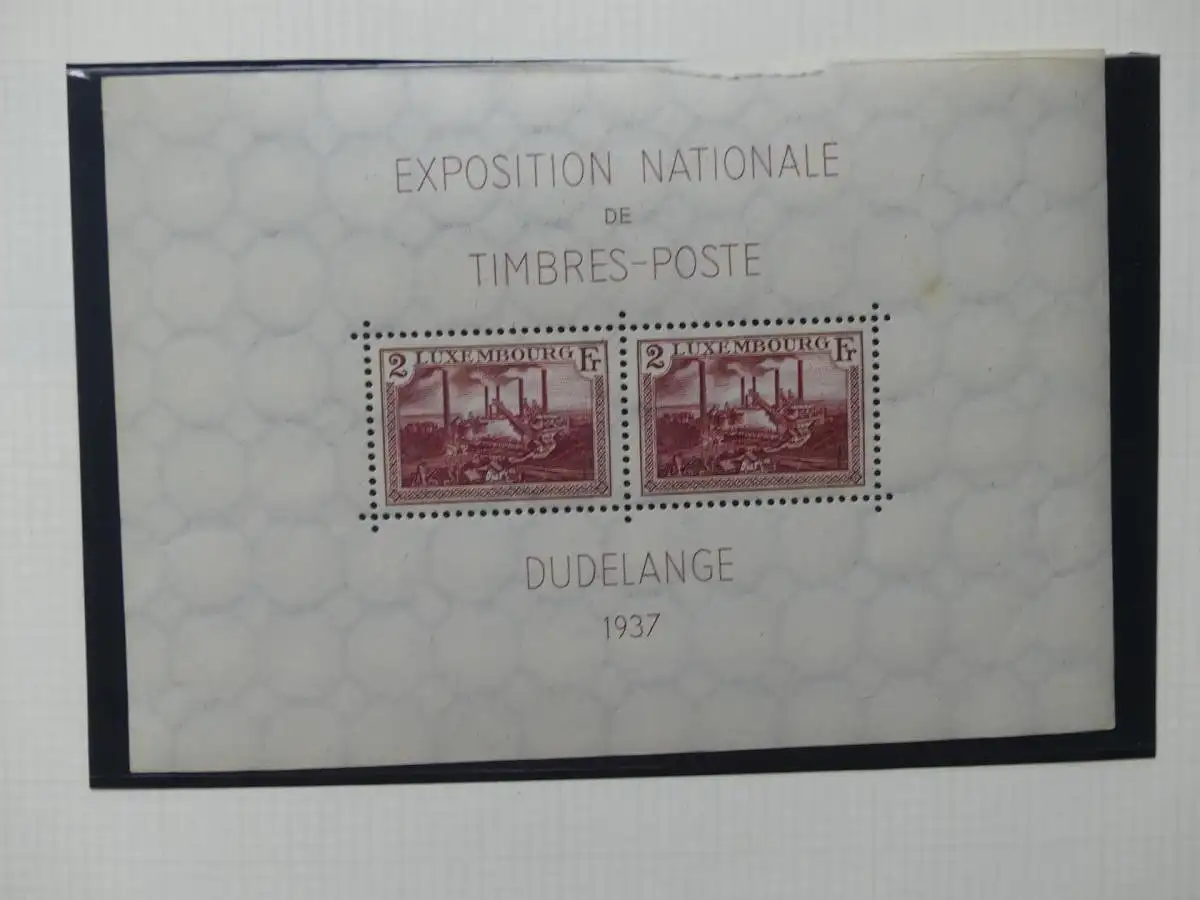 EXPOSITION NATIONALE
DE
TIMBRES-POSTE
2 LUXEMBOURG Fr
2 LUXEMBOURG Fr
DUDELANGE
1937